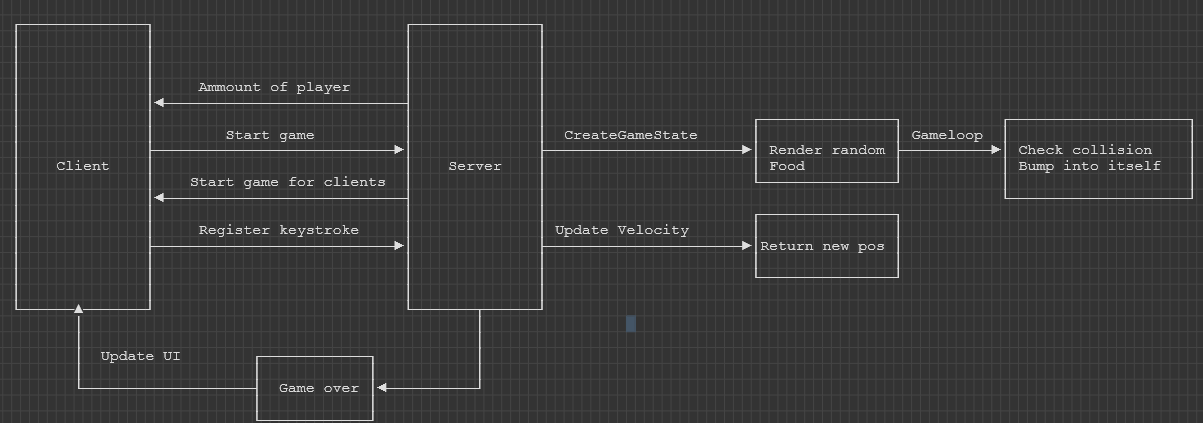 Ammount of player
Start game
Client
Start game for clients
Register keystroke
Server
CreateGameState
Render random
Food
Gameloop
Check collision
Bump into itself
Update Velocity
Return new pos
Update UI
Game over